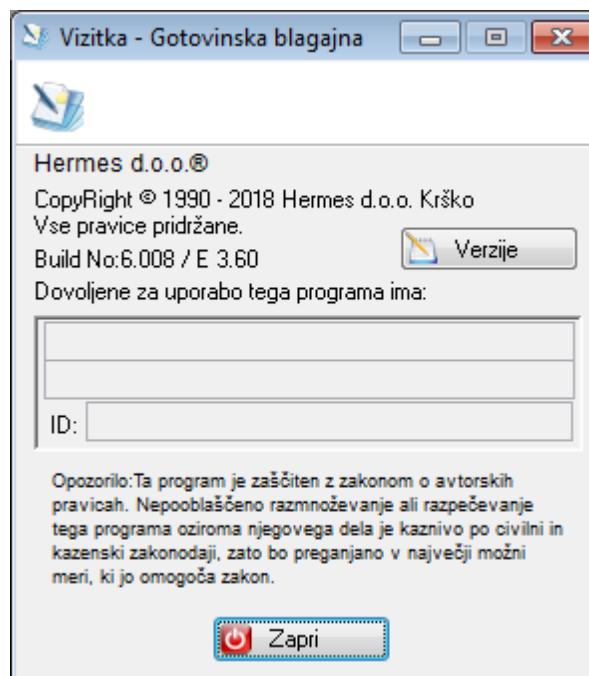 Vizitka - Gotovinska blagajna
Hermes d.o.o.®
CopyRight © 1990 - 2018 Hermes d.o.o. Krško
Vse pravice pridržane.
Build No:6.008 / E 3.60
Verzije
Dovoljene za uporabo tega programa ima:
ID:
Opozorilo:Ta program je zaščiten z zakonom o avtorskih
pravicah. Nepooblaščeno razmnoževanje ali razpečevanje
tega programa oziroma njegovega dela je kaznivo po civilni in
kazenski zakonodaji, zato bo preganjano v največji možni
meri, ki jo omogoča zakon.
Zapri